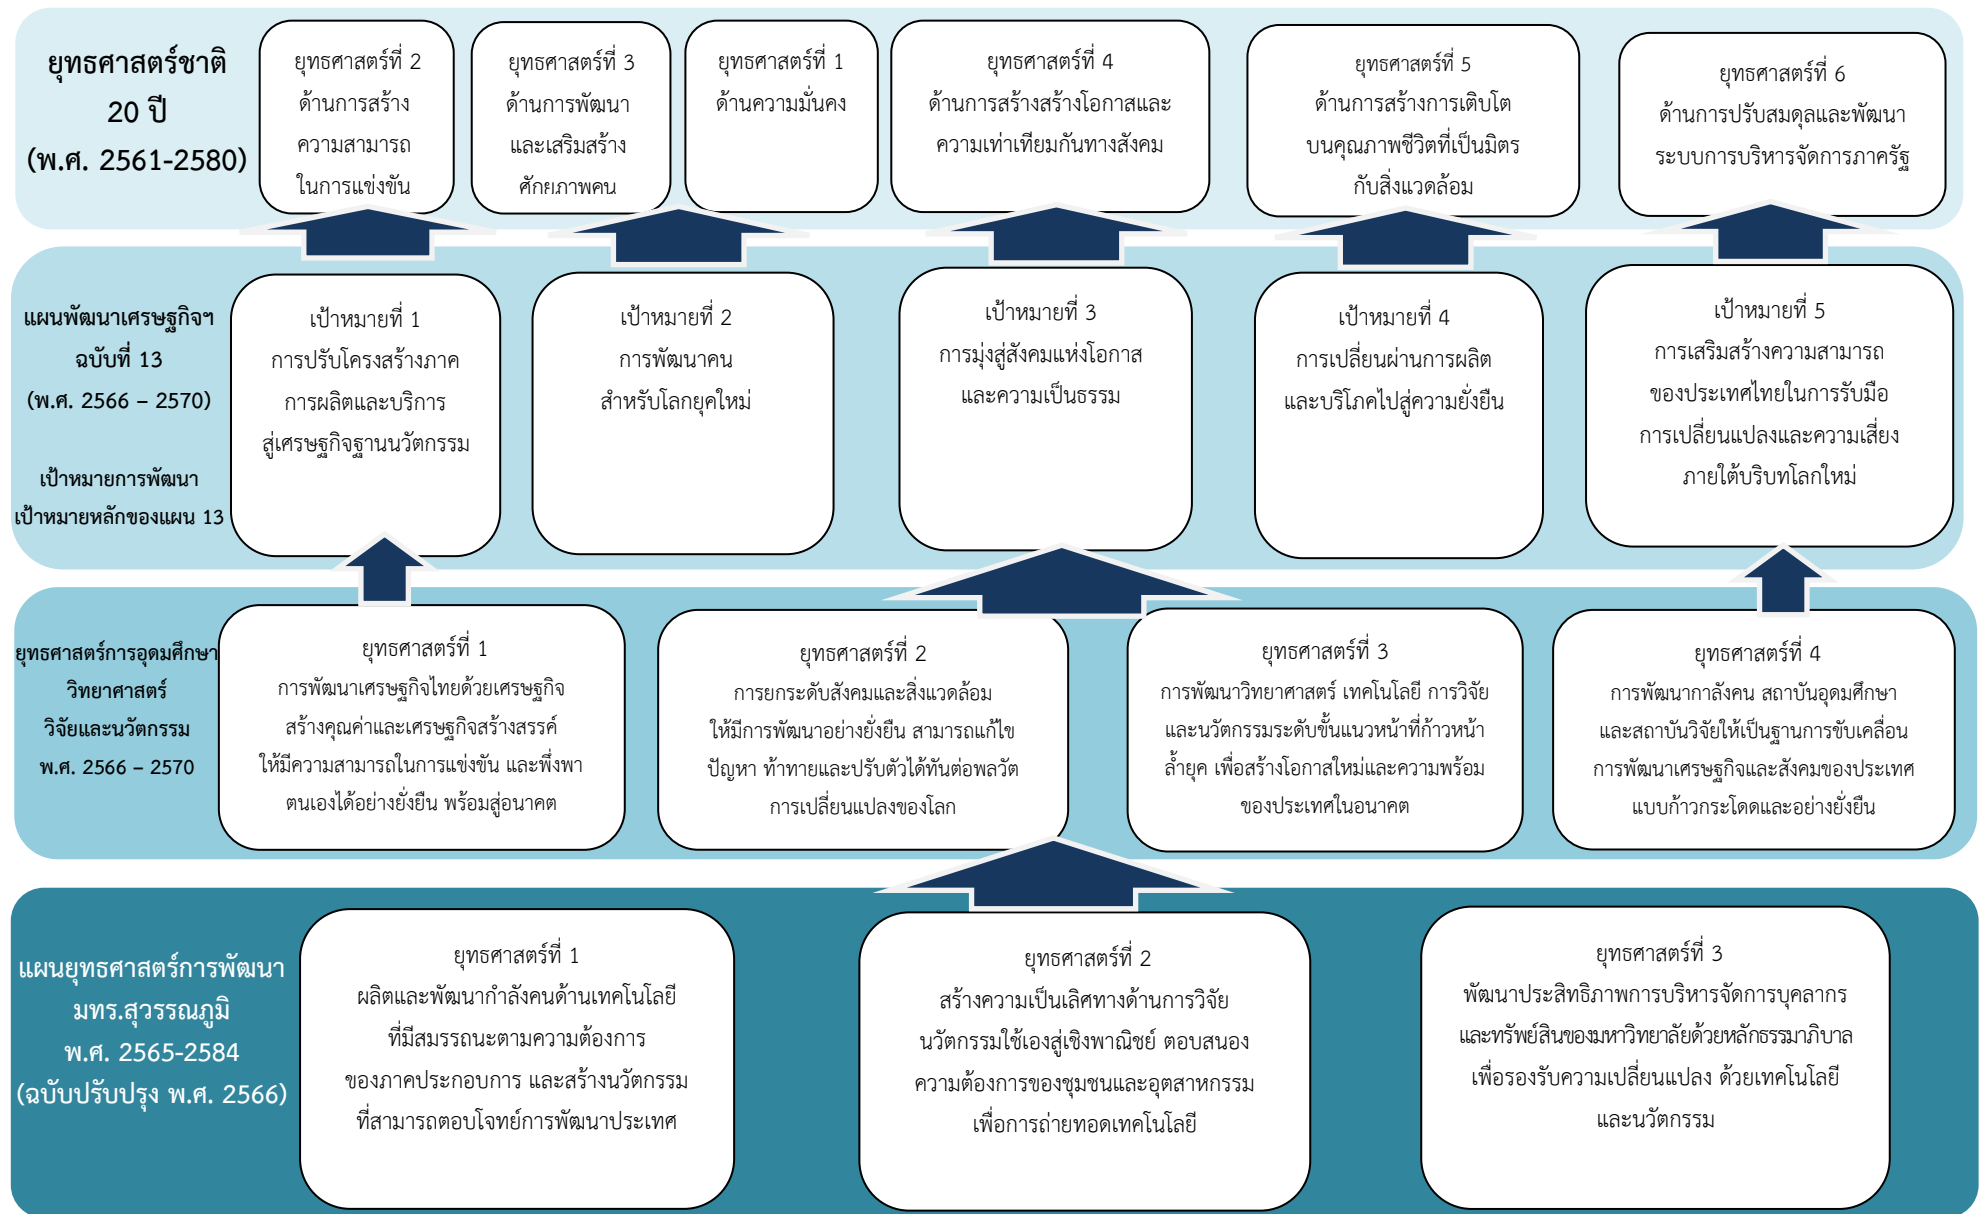 ยุทธศาสตร์ชาติ
20 ปี
(พ.ศ. 2561-2580)
ยุทธศาสตร์ที่ 2
ด้านการสร้าง
ความสามารถ
ในการแข่งขัน
ยุทธศาสตร์ที่ 3
ด้านการพัฒนา
และเสริมสร้าง
ศักยภาพคน
ยุทธศาสตร์ที่ 1
ด้านความมั่นคง
ยุทธศาสตร์ที่ 4
ด้านการสร้างสร้างโอกาสและ
ความเท่าเทียมกันทางสังคม
ยุทธศาสตร์ที่ 5
ด้านการสร้างการเติบโต
บนคุณภาพชีวิตที่เป็นมิตร
กับสิ่งแวดล้อม
ยุทธศาสตร์ที่ 6
ด้านการปรับสมดุลและพัฒนา
ระบบการบริหารจัดการภาครัฐ
แผนพัฒนาเศรษฐกิจฯ
ฉบับที่ 13
(พ.ศ. 2566 – 2570)
เป้าหมายการพัฒนา
เป้าหมายหลักของแผน 13
เป้าหมายที่ 1
การปรับโครงสร้างภาค
การผลิตและบริการ
สู่เศรษฐกิจฐานนวัตกรรม
เป้าหมายที่ 2
การพัฒนาคน
สำหรับโลกยุคใหม่
เป้าหมายที่ 3
การมุ่งสู่สังคมแห่งโอกาส
และความเป็นธรรม
เป้าหมายที่ 4
การเปลี่ยนผ่านการผลิต
และบริโภคไปสู่ความยั่งยืน
เป้าหมายที่ 5
การเสริมสร้างความสามารถ
ของประเทศไทยในการรับมือ
การเปลี่ยนแปลงและความเสี่ยง
ภายใต้บริบทโลกใหม่
ยุทธศาสตร์การอุดมศึกษา
วิทยาศาสตร์
วิจัยและนวัตกรรม
พ.ศ. 2566 – 2570
ยุทธศาสตร์ที่ 1
การพัฒนาเศรษฐกิจไทยด้วยเศรษฐกิจ
สร้างคุณค่าและเศรษฐกิจสร้างสรรค์
ให้มีความสามารถในการแข่งขัน และพึ่งพา
ตนเองได้อย่างยั่งยืน พร้อมสู่อนาคต
ยุทธศาสตร์ที่ 2
การยกระดับสังคมและสิ่งแวดล้อม
ให้มีการพัฒนาอย่างยั่งยืน สามารถแก้ไข
ปัญหา ท้าทายและปรับตัวได้ทันต่อพลวัต
การเปลี่ยนแปลงของโลก
ยุทธศาสตร์ที่ 3
การพัฒนาวิทยาศาสตร์ เทคโนโลยี การวิจัย
และนวัตกรรมระดับขั้นแนวหน้าที่ก้าวหน้า
ล้ำยุค เพื่อสร้างโอกาสใหม่และความพร้อม
ของประเทศในอนาคต
ยุทธศาสตร์ที่ 4
การพัฒนากาลังคน สถาบันอุดมศึกษา
และสถาบันวิจัยให้เป็นฐานการขับเคลื่อน
การพัฒนาเศรษฐกิจและสังคมของประเทศ
แบบก้าวกระโดดและอย่างยั่งยืน
แผนยุทธศาสตร์การพัฒนา
มทร.สุวรรณภูมิ
พ.ศ. 2565-2584
(ฉบับปรับปรุง พ.ศ. 2566)
ยุทธศาสตร์ที่ 1
ผลิตและพัฒนากำลังคนด้านเทคโนโลยี
ที่มีสมรรถนะตามความต้องการ
ของภาคประกอบการ และสร้างนวัตกรรม
ที่สามารถตอบโจทย์การพัฒนาประเทศ
ยุทธศาสตร์ที่ 2
สร้างความเป็นเลิศทางด้านการวิจัย
นวัตกรรมใช้เองสู่เชิงพาณิชย์ ตอบสนอง
ความต้องการของชุมชนและอุตสาหกรรม
เพื่อการถ่ายทอดเทคโนโลยี
ยุทธศาสตร์ที่ 3
พัฒนาประสิทธิภาพการบริหารจัดการบุคลากร
และทรัพย์สินของมหาวิทยาลัยด้วยหลักธรรมาภิบาล
เพื่อรองรับความเปลี่ยนแปลง ด้วยเทคโนโลยี
และนวัตกรรม